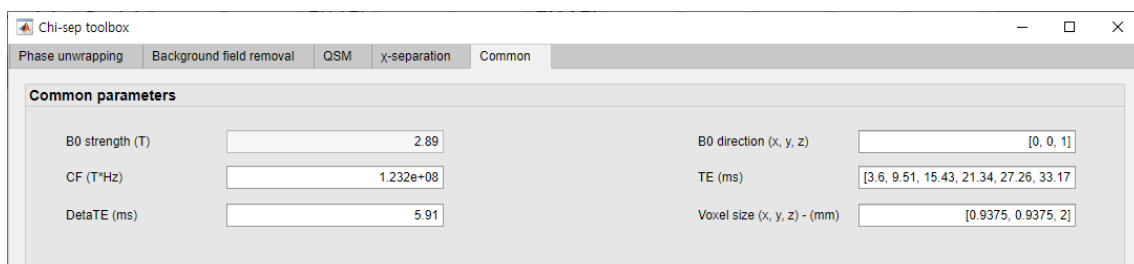 Chi-sep toolbox
Phase unwrapping Background field removal QSM χ-separation Common
Common parameters
B0 strength (T) 2.89 B0 direction (x, y, z) [0, 0, 1]
CF (T*Hz) 1.232e+08 TE (ms) [3.6, 9.51, 15.43, 21.34, 27.26, 33.17
DetaTE (ms) 5.91 Voxel size (x, y, z) - (mm) [0.9375, 0.9375, 2]